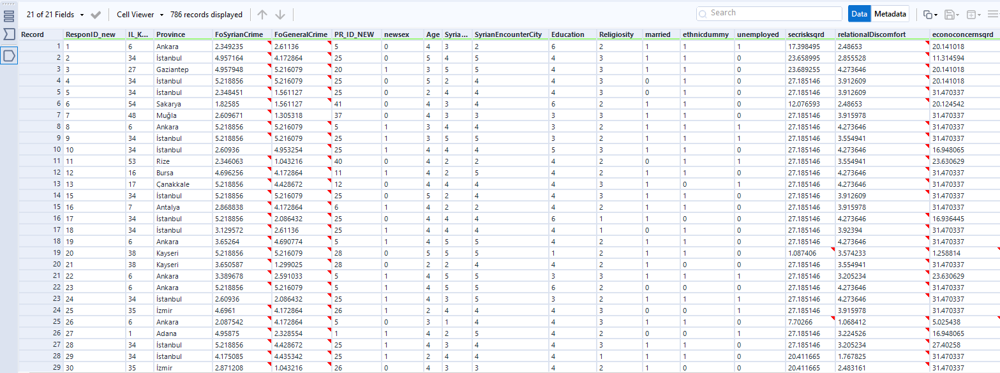 21 of 21 Fields Cell Viewer 786 records displayed Search Data Metadata
Record ResponID_new IL_K... Province FoSyrianCrime FoGeneralCrime PR_ID_NEW newsex Age Syria... SyrianEncounterCity Education Religiosity married ethnicdummy unemployed secrisksqrd relationalDiscomfort econoconcernsqrd
1 1 6 Ankara 2.349235 2.61136 5 0 4 3 2 6 2 1 1 1 17.398495 2.48653 20.141018
2 2 34 İstanbul 4.957164 4.172864 25 0 5 4 5 4 3 1 1 0 23.658995 2.855528 11.314594
3 3 27 Gaziantep 4.957948 5.216079 20 1 3 5 5 4 3 1 1 0 23.689255 4.273646 20.141018
4 4 34 İstanbul 5.218856 5.216079 25 0 5 2 4 4 3 0 1 0 27.185146 3.912609 20.141018
5 5 34 İstanbul 2.348451 1.561127 25 0 2 4 4 4 3 0 1 0 27.185146 3.912609 31.470337
6 6 54 Sakarya 1.82585 1.561127 41 0 4 3 4 6 2 1 1 0 12.076593 2.48653 20.124542
7 7 48 Muğla 2.609671 1.305318 37 0 4 3 3 3 3 1 1 0 27.185146 3.915978 31.470337
8 8 6 Ankara 5.218856 5.216079 5 1 3 4 4 3 2 1 1 1 27.185146 4.273646 31.470337
9 9 34 İstanbul 5.218856 5.216079 25 1 3 5 5 3 2 1 1 0 27.185146 3.554941 31.470337
10 10 34 İstanbul 2.60936 4.953254 25 1 4 4 4 5 3 1 1 0 27.185146 4.273646 16.948065
11 11 53 Rize 2.346063 1.043216 40 0 4 2 2 4 2 0 1 1 27.185146 3.554941 23.630629
12 12 16 Bursa 4.696256 4.172864 11 1 4 2 5 4 2 1 1 0 27.185146 4.273646 31.470337
13 13 17 Çanakkale 5.218856 4.428672 12 0 4 4 4 4 3 1 0 1 27.185146 4.273646 31.470337
14 15 34 İstanbul 5.218856 5.216079 25 0 5 2 4 4 3 1 1 0 27.185146 3.912609 31.470337
15 16 7 Antalya 2.868838 4.172864 6 1 4 2 2 4 2 1 1 0 27.185146 3.915978 31.470337
16 17 34 İstanbul 5.218856 2.086432 25 0 4 4 4 6 1 1 0 0 27.185146 4.273646 16.936445
17 18 34 İstanbul 3.129572 2.61136 25 1 4 4 4 4 1 0 1 0 27.185146 3.92394 31.470337
18 19 6 Ankara 3.65264 4.690774 5 1 4 5 5 4 2 1 1 0 27.185146 4.273646 31.470337
19 20 38 Kayseri 5.218856 5.216079 28 0 5 5 5 1 2 1 1 0 1.087406 3.574233 1.258814
20 21 38 Kayseri 3.650587 1.299025 28 0 2 2 4 4 2 1 0 0 27.185146 3.554941 31.470337
21 22 6 Ankara 3.389678 2.591033 5 1 4 5 5 3 3 1 1 1 27.185146 3.205234 23.630629
22 23 6 Ankara 5.218856 5.216079 5 1 4 5 5 6 2 0 0 0 27.185146 4.273646 31.470337
23 24 34 İstanbul 2.60936 2.086432 25 1 4 3 5 3 2 1 1 1 27.185146 4.273646 31.470337
24 25 35 İzmir 4.6961 4.172864 26 1 2 4 4 4 3 0 0 1 27.185146 3.915978 31.470337
25 26 6 Ankara 2.087542 4.172864 5 0 3 1 4 4 3 1 1 0 7.70266 1.068412 5.025438
26 27 1 Adana 4.95875 2.328554 1 1 4 2 5 4 2 0 0 1 27.185146 3.224526 16.948065
27 28 34 İstanbul 5.218856 4.428672 25 1 4 3 4 4 3 1 1 0 27.185146 3.205234 27.40258
28 29 34 İstanbul 4.175085 4.435342 25 1 2 4 4 4 1 1 1 0 20.411665 1.767825 31.470337
29 30 35 İzmir 2.871208 1.043216 26 0 4 3 3 4 2 1 0 0 20.411665 2.483161 31.470337